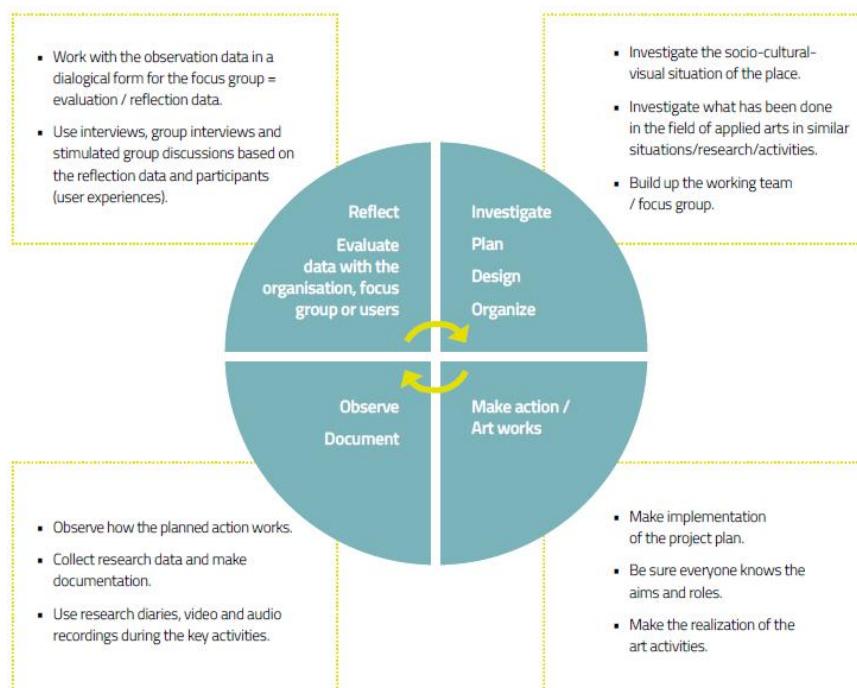 ▪ Work with the observation data in a
dialogical form for the focus group =
evaluation / reflection data.
▪ Use interviews, group interviews and
stimulated group discussions based on
the reflection data and participants
(user experiences).
▪ Investigate the socio-cultural-
visual situation of the place.
▪ Investigate what has been done
in the field of applied arts in similar
situations/research/activities.
▪ Build up the working team
/ focus group.
Reflect
Evaluate
data with the
organisation, focus
group or users
Investigate
Plan
Design
Organize
Observe
Document
Make action /
Art works
▪ Observe how the planned action works.
▪ Collect research data and make
documentation.
▪ Use research diaries, video and audio
recordings during the key activities.
▪ Make implementation
of the project plan.
▪ Be sure everyone knows the
aims and roles.
▪ Make the realization of the
art activities.